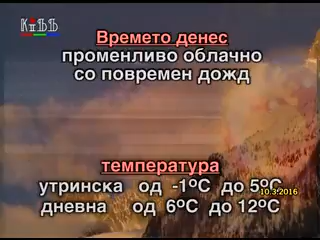 КТББ
Времето денес
променливо облачно
со повремен дожд
температура
утринска од -1ºC до 5ºC
10.3.2016
дневна од 6ºC до 12ºC